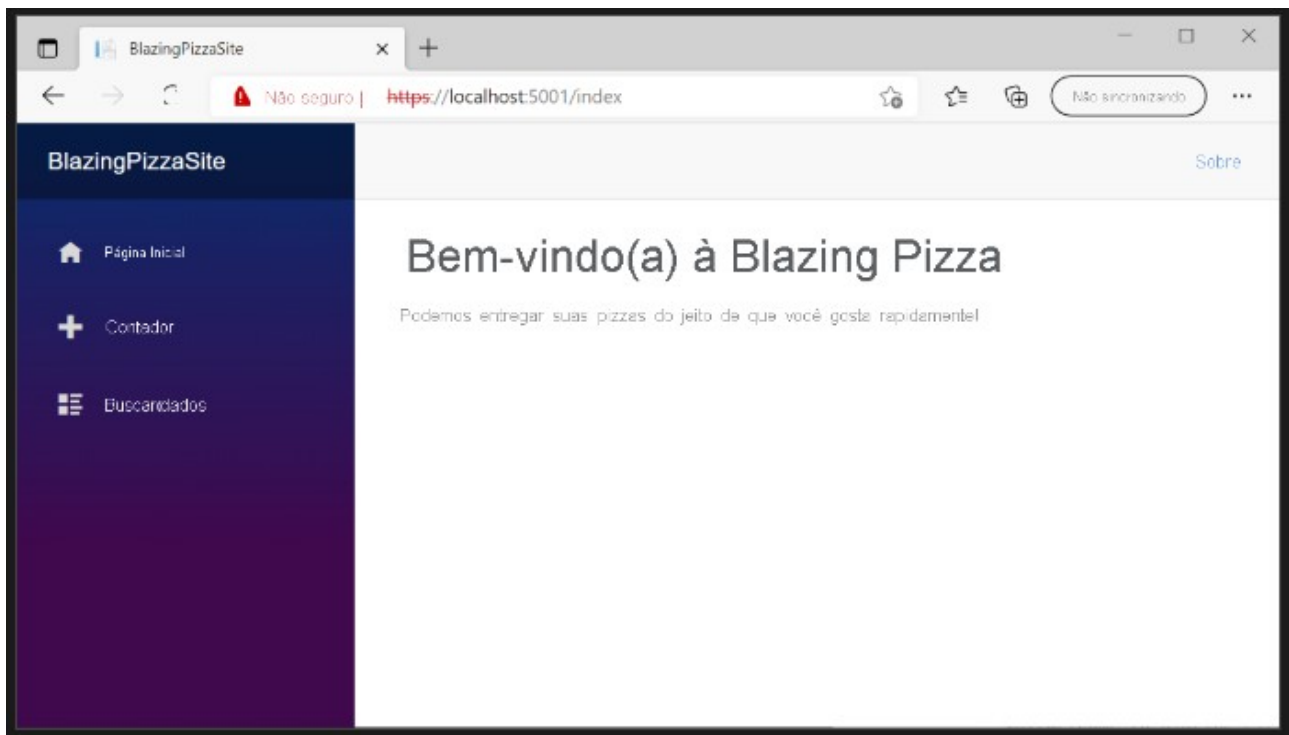 BlazingPizzaSite
Não seguro | https://localhost:5001/index
Não sincronizando
BlazingPizzaSite
Sobre
Página Inicial
Bem-vindo(a) à Blazing Pizza
Podemos entregar suas pizzas do jeito de que você gosta rapidamente!
Contador
Buscardados